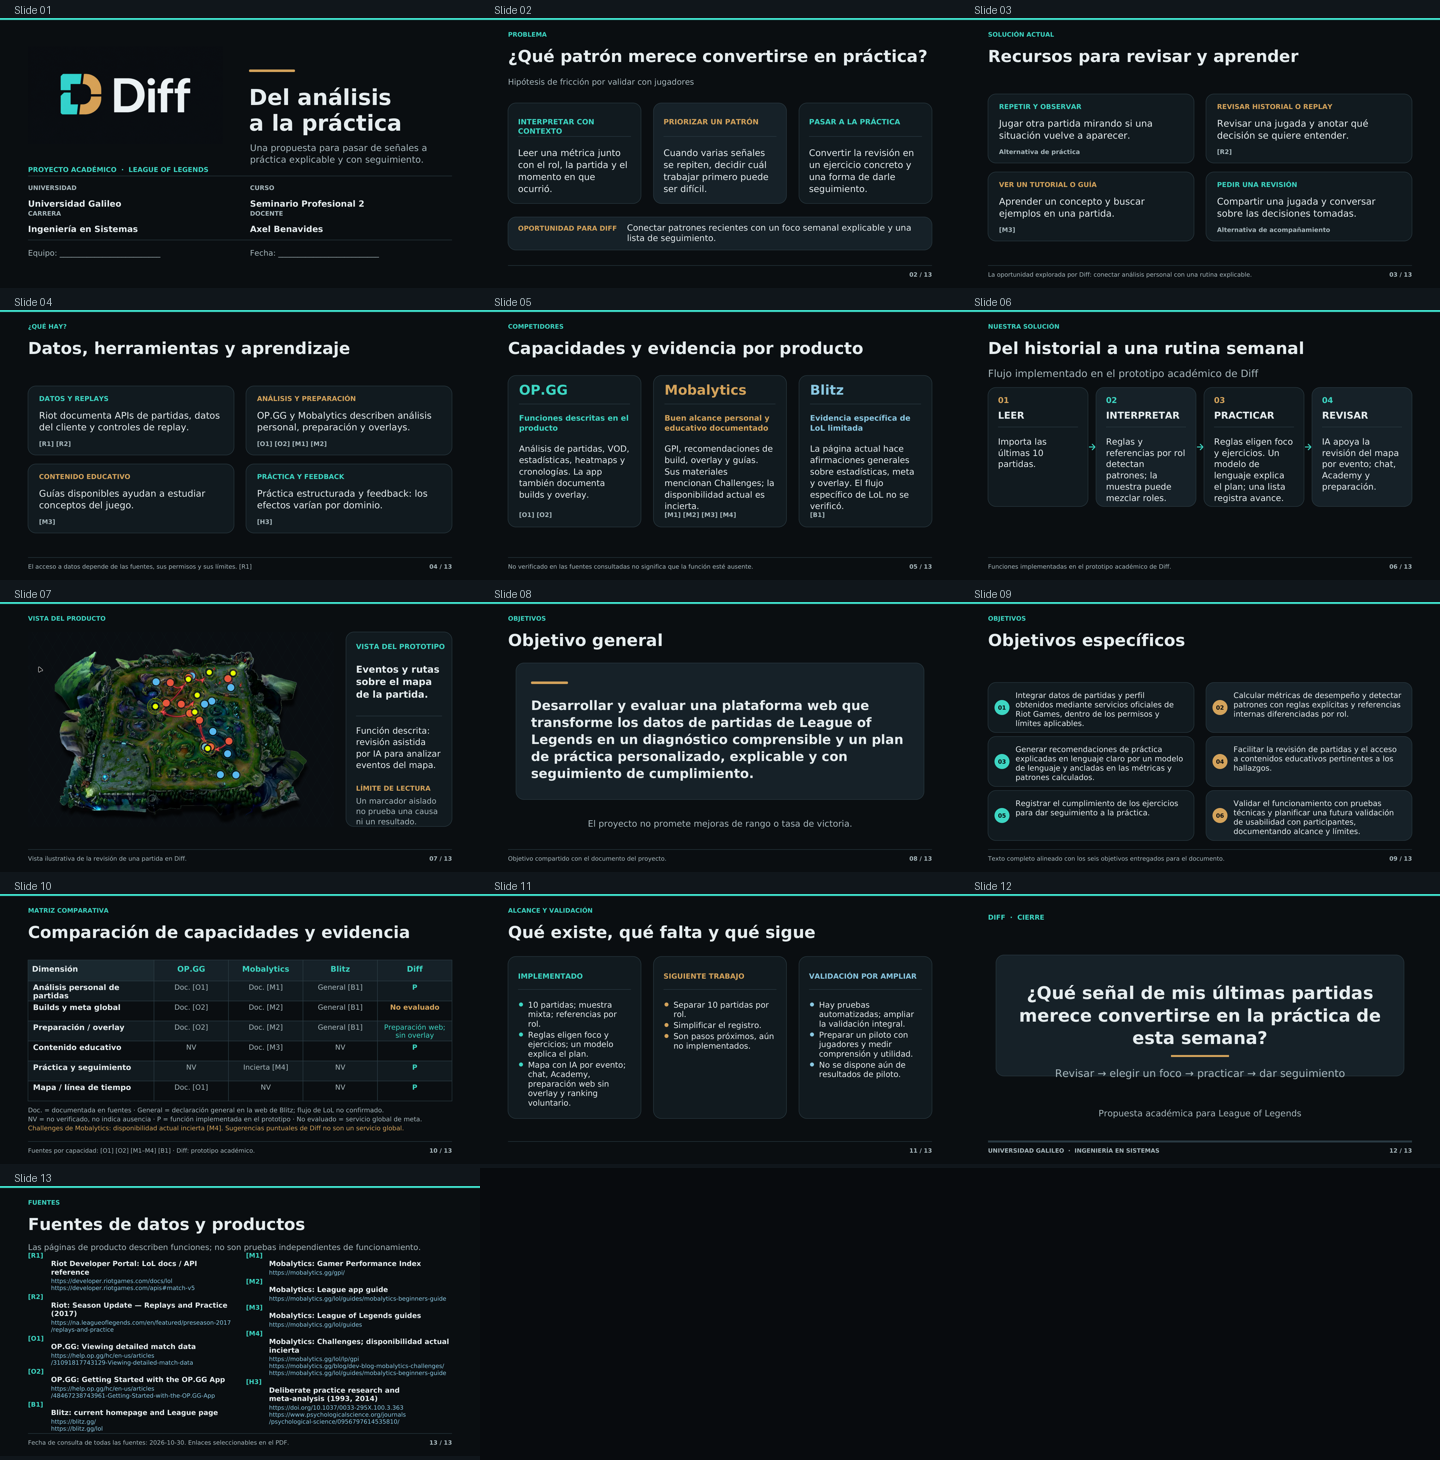 Slide 01
Diff
Del análisis
a la práctica
Una propuesta para pasar de señales a
práctica explicable y con seguimiento.
PROYECTO ACADÉMICO · LEAGUE OF LEGENDS
UNIVERSIDAD
CURSO
Universidad Galileo
Seminario Profesional 2
CARRERA
DOCENTE
Ingeniería en Sistemas
Axel Benavides
Equipo: ________________________
Fecha: ________________________
Slide 02
PROBLEMA
¿Qué patrón merece convertirse en práctica?
Hipótesis de fricción por validar con jugadores
INTERPRETAR CON
CONTEXTO
Leer una métrica junto
con el rol, la partida y el
momento en que
ocurrió.
PRIORIZAR UN PATRÓN
Cuando varias señales
se repiten, decidir cuál
trabajar primero puede
ser difícil.
PASAR A LA PRÁCTICA
Convertir la revisión en
un ejercicio concreto y
una forma de darle
seguimiento.
OPORTUNIDAD PARA DIFF
Conectar patrones recientes con un foco semanal explicable y una
lista de seguimiento.
02 / 13
Slide 03
SOLUCIÓN ACTUAL
Recursos para revisar y aprender
REPETIR Y OBSERVAR
Jugar otra partida mirando si una
situación vuelve a aparecer.
Alternativa de práctica
REVISAR HISTORIAL O REPLAY
Revisar una jugada y anotar qué
decisión se quiere entender.
[R2]
VER UN TUTORIAL O GUÍA
Aprender un concepto y buscar
ejemplos en una partida.
[M3]
PEDIR UNA REVISIÓN
Compartir una jugada y conversar
sobre las decisiones tomadas.
Alternativa de acompañamiento
La oportunidad explorada por Diff: conectar análisis personal con una rutina explicable.
03 / 13
Slide 04
¿QUÉ HAY?
Datos, herramientas y aprendizaje
DATOS Y REPLAYS
Riot documenta APIs de partidas, datos
del cliente y controles de replay.
[R1] [R2]
ANÁLISIS Y PREPARACIÓN
OP.GG y Mobalytics describen análisis
personal, preparación y overlays.
[O1] [O2] [M1] [M2]
CONTENIDO EDUCATIVO
Guías disponibles ayudan a estudiar
conceptos del juego.
[M3]
PRÁCTICA Y FEEDBACK
Práctica estructurada y feedback: los
efectos varían por dominio.
[H3]
El acceso a datos depende de las fuentes, sus permisos y sus límites. [R1]
04 / 13
Slide 05
COMPETIDORES
Capacidades y evidencia por producto
OP.GG
Funciones descritas en el
producto
Análisis de partidas, VOD,
estadísticas, heatmaps y
cronologías. La app
también documenta
builds y overlay.
[O1] [O2]
Mobalytics
Buen alcance personal y
educativo documentado
GPI, recomendaciones de
build, overlay y guías.
Sus materiales
mencionan Challenges; la
disponibilidad actual es
incierta.
[M1] [M2] [M3] [M4]
Blitz
Evidencia específica de
LoL limitada
La página actual hace
afirmaciones generales
sobre estadísticas, meta
y overlay. El flujo
específico de LoL no se
verificó.
[B1]
No verificado en las fuentes consultadas no significa que la función esté ausente.
05 / 13
Slide 06
NUESTRA SOLUCIÓN
Del historial a una rutina semanal
Flujo implementado en el prototipo académico de Diff
01
LEER
Importa las
últimas 10
partidas.
→
02
INTERPRETAR
Reglas y
referencias por rol
detectan
patrones; la
muestra puede
mezclar roles.
→
03
PRACTICAR
Reglas eligen foco
y ejercicios. Un
modelo de
lenguaje explica
el plan; una lista
registra avance.
→
04
REVISAR
IA apoya la
revisión del mapa
por evento; chat,
Academy y
preparación.
Funciones implementadas en el prototipo académico de Diff.
06 / 13
Slide 07
VISTA DEL PRODUCTO
VISTA DEL PROTOTIPO
Eventos y rutas
sobre el mapa
de la partida.
Función descrita:
revisión asistida
por IA para analizar
eventos del mapa.
LÍMITE DE LECTURA
Un marcador aislado
no prueba una causa
ni un resultado.
Vista ilustrativa de la revisión de una partida en Diff.
07 / 13
Slide 08
OBJETIVOS
Objetivo general
Desarrollar y evaluar una plataforma web que
transforme los datos de partidas de League of
Legends en un diagnóstico comprensible y un plan
de práctica personalizado, explicable y con
seguimiento de cumplimiento.
El proyecto no promete mejoras de rango o tasa de victoria.
Objetivo compartido con el documento del proyecto.
08 / 13
Slide 09
OBJETIVOS
Objetivos específicos
01
Integrar datos de partidas y perfil
obtenidos mediante servicios oficiales de
Riot Games, dentro de los permisos y
límites aplicables.
02
Calcular métricas de desempeño y detectar
patrones con reglas explícitas y referencias
internas diferenciadas por rol.
03
Generar recomendaciones de práctica
explicadas en lenguaje claro por un modelo
de lenguaje y ancladas en las métricas y
patrones calculados.
04
Facilitar la revisión de partidas y el acceso
a contenidos educativos pertinentes a los
hallazgos.
05
Registrar el cumplimiento de los ejercicios
para dar seguimiento a la práctica.
06
Validar el funcionamiento con pruebas
técnicas y planificar una futura validación
de usabilidad con participantes,
documentando alcance y límites.
Texto completo alineado con los seis objetivos entregados para el documento.
09 / 13
Slide 10
MATRIZ COMPARATIVA
Comparación de capacidades y evidencia
Dimensión OP.GG Mobalytics Blitz Diff
Análisis personal de
partidas
Doc. [O1] Doc. [M1] General [B1] P
Builds y meta global Doc. [O2] Doc. [M2] General [B1] No evaluado
Preparación / overlay Doc. [O2] Doc. [M2] General [B1] Preparación web;
sin overlay
Contenido educativo NV Doc. [M3] NV P
Práctica y seguimiento NV Incierta [M4] NV P
Mapa / línea de tiempo Doc. [O1] NV NV P
Doc. = documentada en fuentes · General = declaración general en la web de Blitz; flujo de LoL no confirmado.
NV = no verificado, no indica ausencia · P = función implementada en el prototipo · No evaluado = servicio global de meta.
Challenges de Mobalytics: disponibilidad actual incierta [M4]. Sugerencias puntuales de Diff no son un servicio global.
Fuentes por capacidad: [O1] [O2] [M1–M4] [B1] · Diff: prototipo académico.
10 / 13
Slide 11
ALCANCE Y VALIDACIÓN
Qué existe, qué falta y qué sigue
IMPLEMENTADO
● 10 partidas; muestra
mixta; referencias por
rol.
● Reglas eligen foco y
ejercicios; un modelo
explica el plan.
● Mapa con IA por evento;
chat, Academy,
preparación web sin
overlay y ranking
voluntario.
SIGUIENTE TRABAJO
● Separar 10 partidas por
rol.
● Simplificar el registro.
● Son pasos próximos, aún
no implementados.
VALIDACIÓN POR AMPLIAR
● Hay pruebas
automatizadas; ampliar
la validación integral.
● Preparar un piloto con
jugadores y medir
comprensión y utilidad.
● No se dispone aún de
resultados de piloto.
11 / 13
Slide 12
DIFF · CIERRE
¿Qué señal de mis últimas partidas
merece convertirse en la práctica de
esta semana?
Revisar → elegir un foco → practicar → dar seguimiento
Propuesta académica para League of Legends
UNIVERSIDAD GALILEO · INGENIERÍA EN SISTEMAS
12 / 13
Slide 13
FUENTES
Fuentes de datos y productos
Las páginas de producto describen funciones; no son pruebas independientes de funcionamiento.
[R1]
Riot Developer Portal: LoL docs / API
reference
https://developer.riotgames.com/docs/lol
https://developer.riotgames.com/apis#match-v5
[R2]
Riot: Season Update — Replays and Practice
(2017)
https://na.leagueoflegends.com/en/featured/preseason-2017
/replays-and-practice
[O1]
OP.GG: Viewing detailed match data
https://help.op.gg/hc/en-us/articles
/31091817743129-Viewing-detailed-match-data
[O2]
OP.GG: Getting Started with the OP.GG App
https://help.op.gg/hc/en-us/articles
/48467238743961-Getting-Started-with-the-OP.GG-App
[B1]
Blitz: current homepage and League page
https://blitz.gg/
https://blitz.gg/lol
[M1]
Mobalytics: Gamer Performance Index
https://mobalytics.gg/gpi/
[M2]
Mobalytics: League app guide
https://mobalytics.gg/lol/guides/mobalytics-beginners-guide
[M3]
Mobalytics: League of Legends guides
https://mobalytics.gg/lol/guides
[M4]
Mobalytics: Challenges; disponibilidad actual
incierta
https://mobalytics.gg/lol/lp/gpi
https://mobalytics.gg/blog/dev-blog-mobalytics-challenges/
https://mobalytics.gg/lol/guides/mobalytics-beginners-guide
[H3]
Deliberate practice research and
meta-analysis (1993, 2014)
https://doi.org/10.1037/0033-295X.100.3.363
https://www.psychologicalscience.org/journals
/psychological-science/0956797614535810/
Fecha de consulta de todas las fuentes: 2026-10-30. Enlaces seleccionables en el PDF.
13 / 13